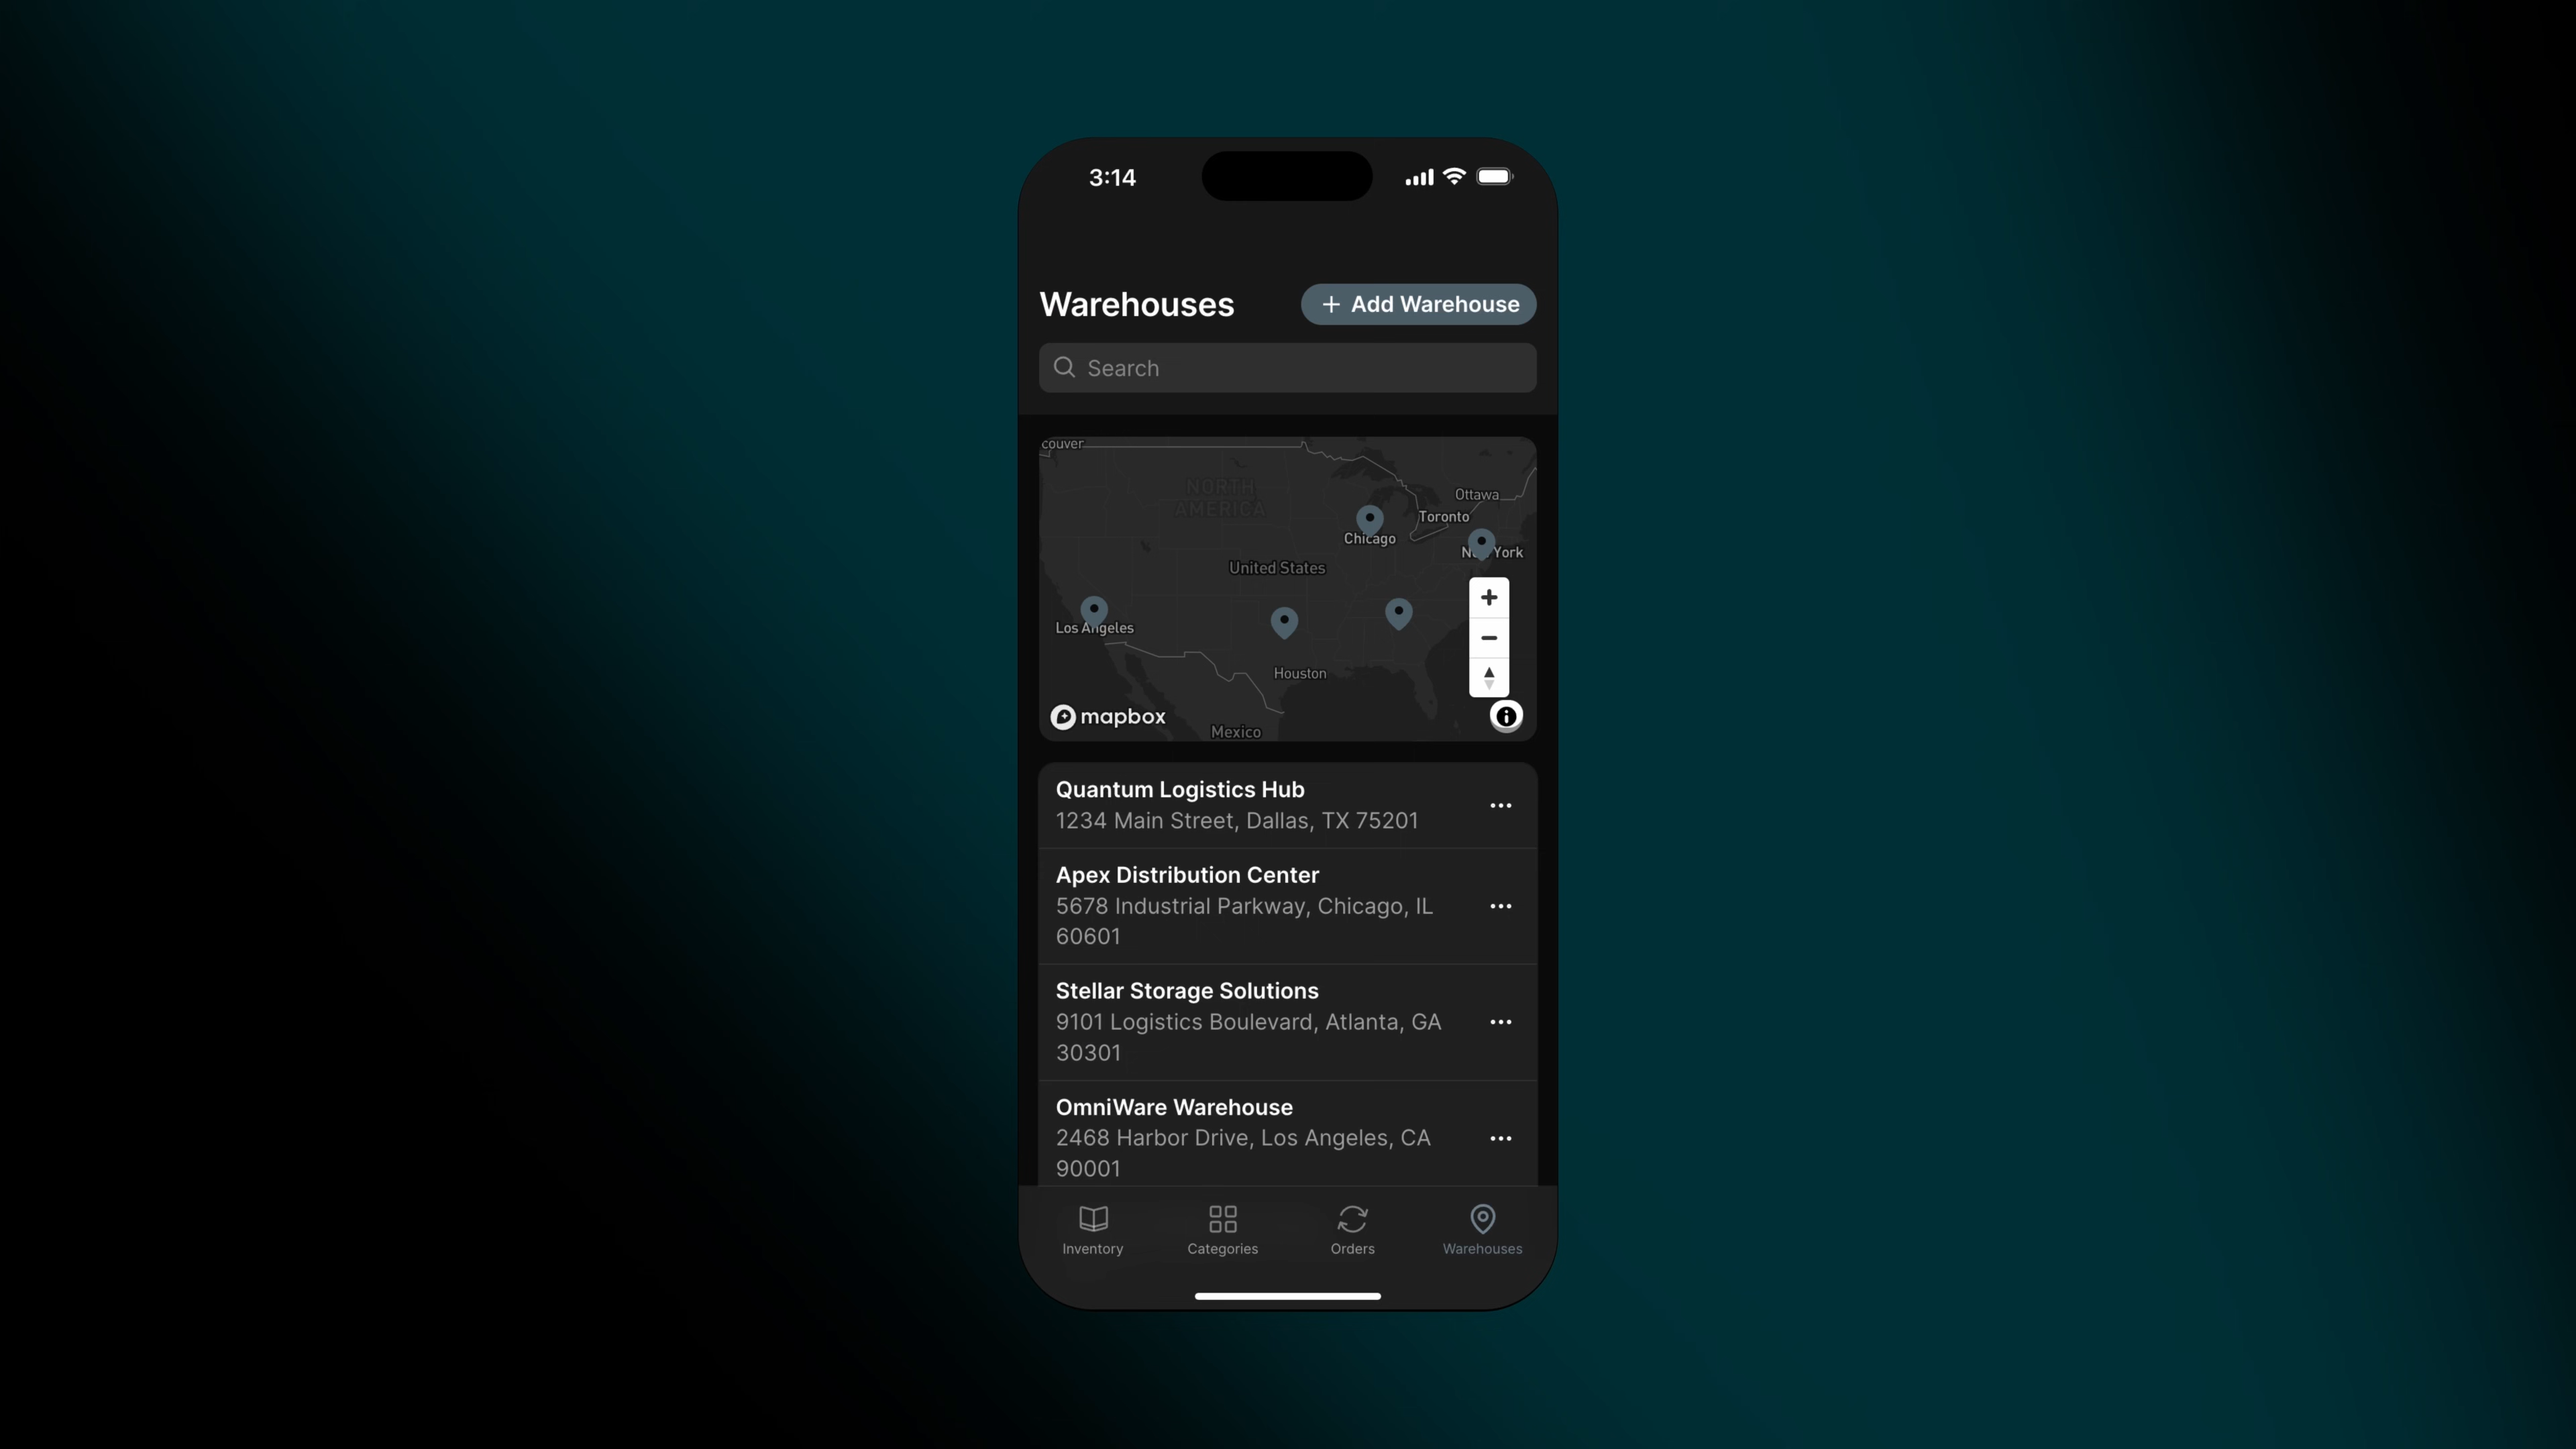 3:14
Warehouses
+ Add Warehouse
Search
couver
NORTH
AMERICA
Ottawa
Toronto
Chicago
New York
United States
Los Angeles
Houston
mapbox
Mexico
Quantum Logistics Hub
1234 Main Street, Dallas, TX 75201
Apex Distribution Center
5678 Industrial Parkway, Chicago, IL
60601
Stellar Storage Solutions
9101 Logistics Boulevard, Atlanta, GA
30301
OmniWare Warehouse
2468 Harbor Drive, Los Angeles, CA
90001
Inventory
Categories
Orders
Warehouses